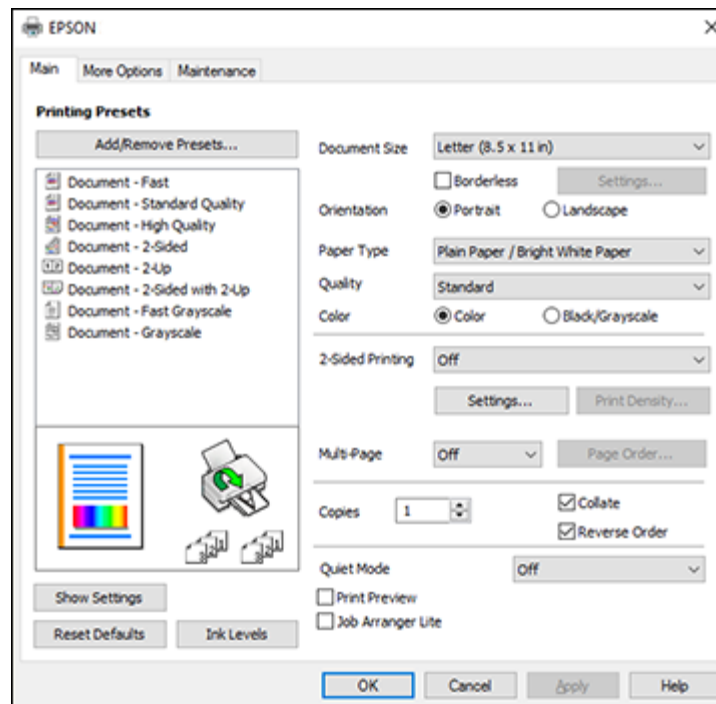 EPSON
Main More Options Maintenance
Printing Presets
Add/Remove Presets...
Document - Fast
Document - Standard Quality
Document - High Quality
Document - 2-Sided
Document - 2-Up
Document - 2-Sided with 2-Up
Document - Fast Grayscale
Document - Grayscale
Show Settings
Reset Defaults Ink Levels
Document Size Letter (8.5 x 11 in)
Borderless Settings...
Orientation Portrait Landscape
Paper Type Plain Paper / Bright White Paper
Quality Standard
Color Color Black/Grayscale
2-Sided Printing Off
Settings... Print Density...
Multi-Page Off Page Order...
Copies 1 Collate
Reverse Order
Quiet Mode Off
Print Preview
Job Arranger Lite
OK Cancel Apply Help